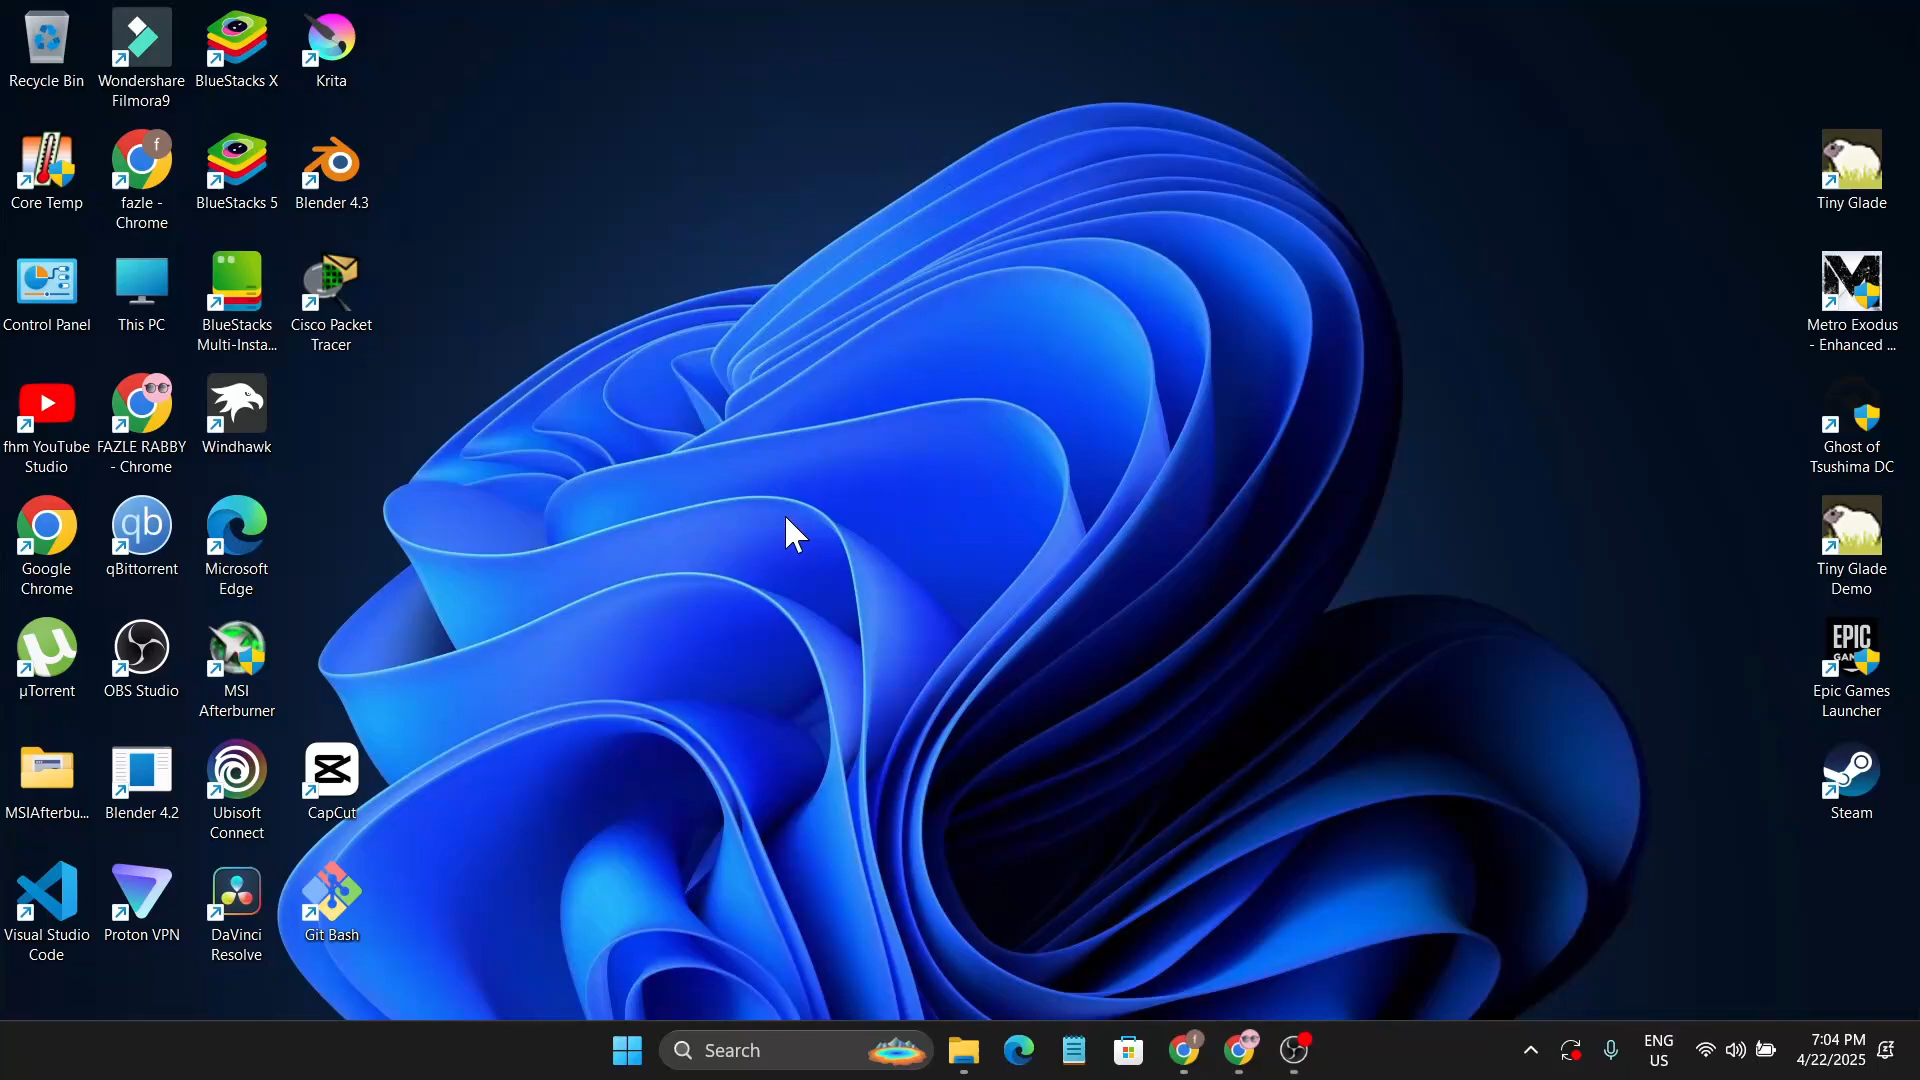 Recycle Bin
Wondershare
Filmora9
BlueStacks X
Krita
Core Temp
fazle -
Chrome
BlueStacks 5
Blender 4.3
Control Panel
This PC
BlueStacks
Multi-Insta...
Cisco Packet
Tracer
fhm YouTube
Studio
FAZLE RABBY
- Chrome
Windhawk
Google
Chrome
qBittorrent
Microsoft
Edge
µTorrent
OBS Studio
MSI
Afterburner
MSIAfterbu...
Blender 4.2
Ubisoft
Connect
CapCut
Visual Studio
Code
Proton VPN
DaVinci
Resolve
Git Bash
Tiny Glade
Metro Exodus
- Enhanced ...
Ghost of
Tsushima DC
Tiny Glade
Demo
Epic Games
Launcher
Steam
Search
ENG
US
7:04 PM
4/22/2025
f
qb
EPIC
f